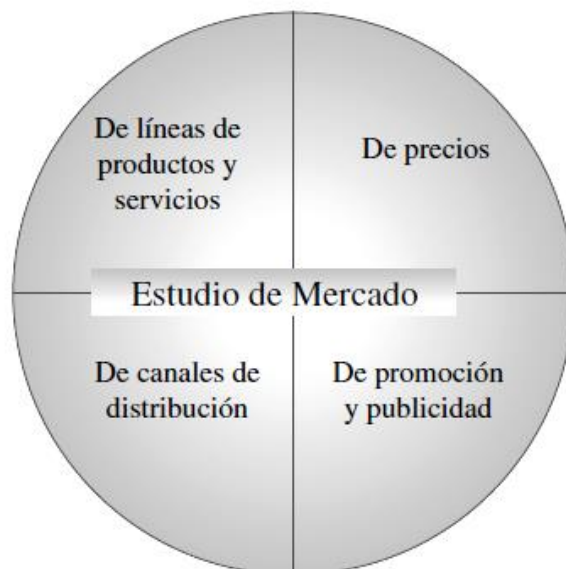 De líneas de
productos y
servicios
De precios
Estudio de Mercado
De canales de
distribución
De promoción
y publicidad